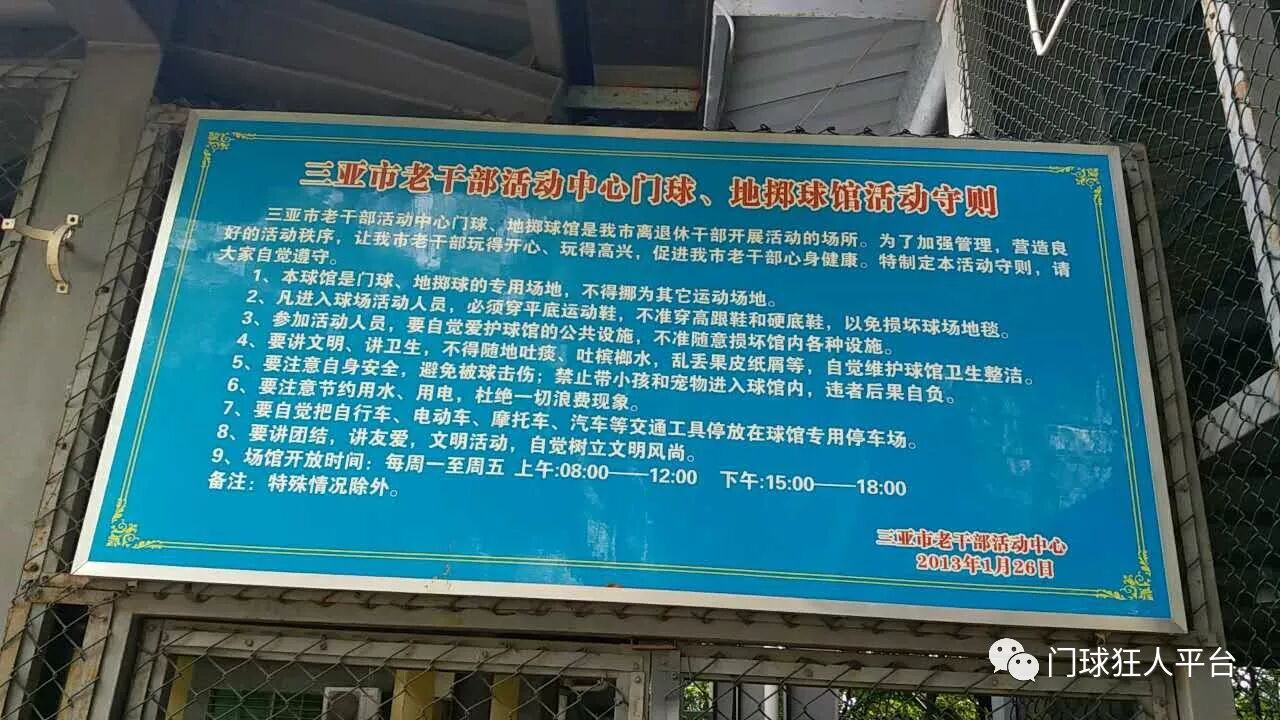 三亚市老干部活动中心门球、地掷球馆活动守则
三亚市老干部活动中心门球、地掷球馆是我市离退休干部开展活动的场所。为了加强管理，营造良
好的活动秩序，让我市老干部玩得开心、玩得高兴，促进我市老干部心身健康。特制定本活动守则，请
大家自觉遵守。
1、本球馆是门球、地掷球的专用场地，不得挪为其它运动场地。
2、凡进入球场活动人员，必须穿平底运动鞋，不准穿高跟鞋和硬底鞋，以免损坏球场地毯。
3、参加活动人员，要自觉爱护球馆的公共设施，不准随意损坏馆内各种设施。
4、要讲文明、讲卫生，不得随地吐痰、吐槟榔水，乱丢果皮纸屑等，自觉维护球馆卫生整洁。
5、要注意自身安全，避免被球击伤；禁止带小孩和宠物进入球馆内，违者后果自负。
6、要注意节约用水、用电，杜绝一切浪费现象。
7、要自觉把自行车、电动车、摩托车、汽车等交通工具停放在球馆专用停车场。
8、要讲团结，讲友爱，文明活动，自觉树立文明风尚。
9、场馆开放时间：每周一至周五 上午:08:00——12:00 下午:15:00——18:00
备注：特殊情况除外。
三亚市老干部活动中心
2013年1月26日
门球狂人平台